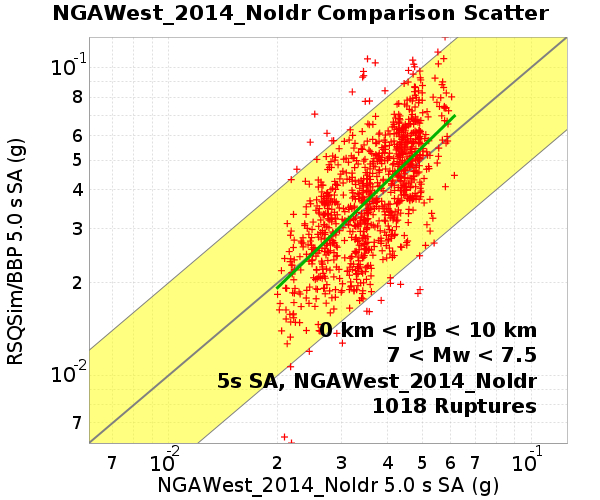 NGAWest_2014_NoIdr Comparison Scatter
RSQSim/BBP 5.0 s SA (g)
10-1
8
6
5
4
3
2
10-2
7
0 km < rJB < 10 km
7 < Mw < 7.5
5s SA, NGAWest_2014_NoIdr
1018 Ruptures
7 10-2 2 3 4 5 6 7 10-1
NGAWest_2014_NoIdr 5.0 s SA (g)